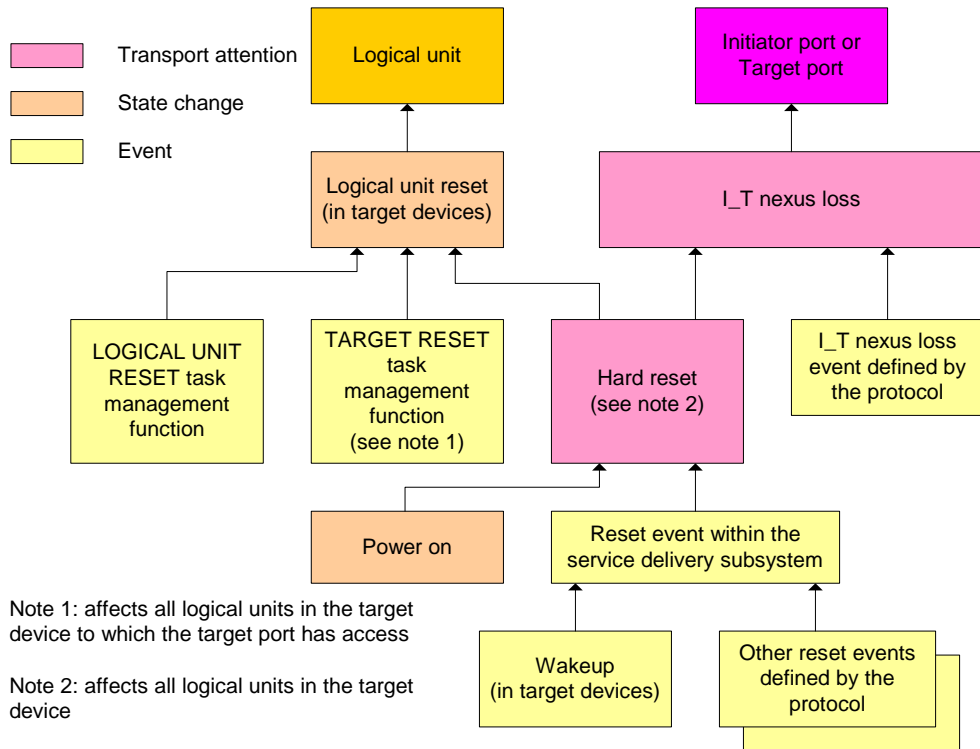 Transport attention
State change
Event
Logical unit
Initiator port or
Target port
Logical unit reset
(in target devices)
I_T nexus loss
LOGICAL UNIT
RESET task
management
function
TARGET RESET
task
management
function
(see note 1)
Hard reset
(see note 2)
I_T nexus loss
event defined by
the protocol
Power on
Reset event within the
service delivery subsystem
Note 1: affects all logical units in the target
device to which the target port has access
Note 2: affects all logical units in the target
device
Wakeup
(in target devices)
Other reset events
defined by the
protocol